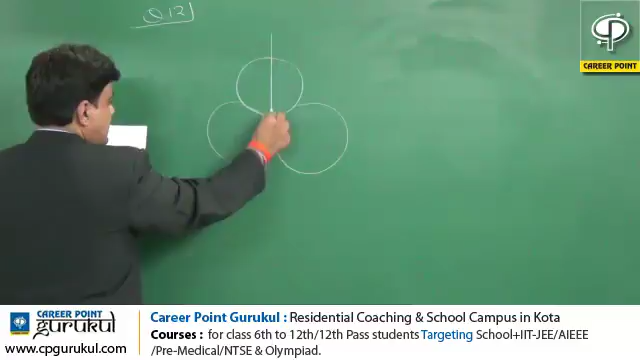 Q 12
CAREER POINT
CAREER POINT
gurukul
www.cpgurukul.com
Career Point Gurukul : Residential Coaching & School Campus in Kota
Courses : for class 6th to 12th/12th Pass students Targeting School+IIT-JEE/AIEEE
/Pre-Medical/NTSE & Olympiad.